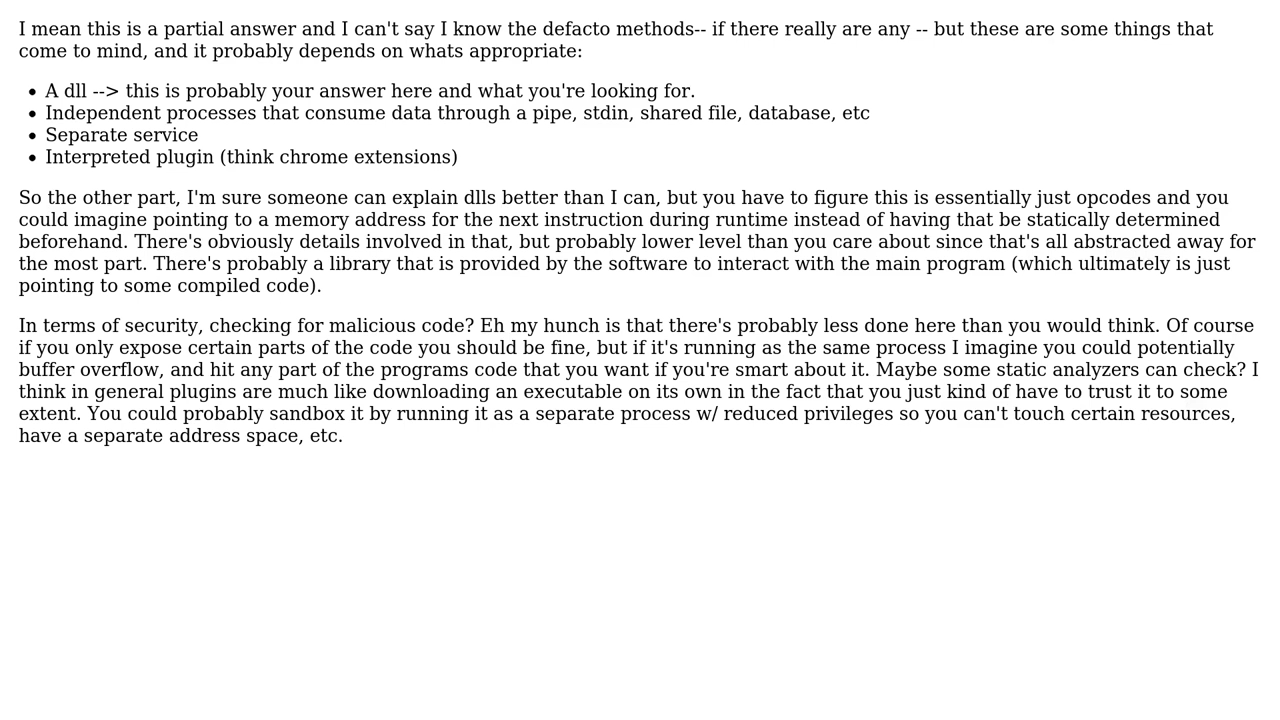 I mean this is a partial answer and I can't say I know the defacto methods-- if there really are any -- but these are some things that
come to mind, and it probably depends on whats appropriate:
• A dll --> this is probably your answer here and what you're looking for.
• Independent processes that consume data through a pipe, stdin, shared file, database, etc
• Separate service
• Interpreted plugin (think chrome extensions)
So the other part, I'm sure someone can explain dlls better than I can, but you have to figure this is essentially just opcodes and you
could imagine pointing to a memory address for the next instruction during runtime instead of having that be statically determined
beforehand. There's obviously details involved in that, but probably lower level than you care about since that's all abstracted away for
the most part. There's probably a library that is provided by the software to interact with the main program (which ultimately is just
pointing to some compiled code).
In terms of security, checking for malicious code? Eh my hunch is that there's probably less done here than you would think. Of course
if you only expose certain parts of the code you should be fine, but if it's running as the same process I imagine you could potentially
buffer overflow, and hit any part of the programs code that you want if you're smart about it. Maybe some static analyzers can check? I
think in general plugins are much like downloading an executable on its own in the fact that you just kind of have to trust it to some
extent. You could probably sandbox it by running it as a separate process w/ reduced privileges so you can't touch certain resources,
have a separate address space, etc.